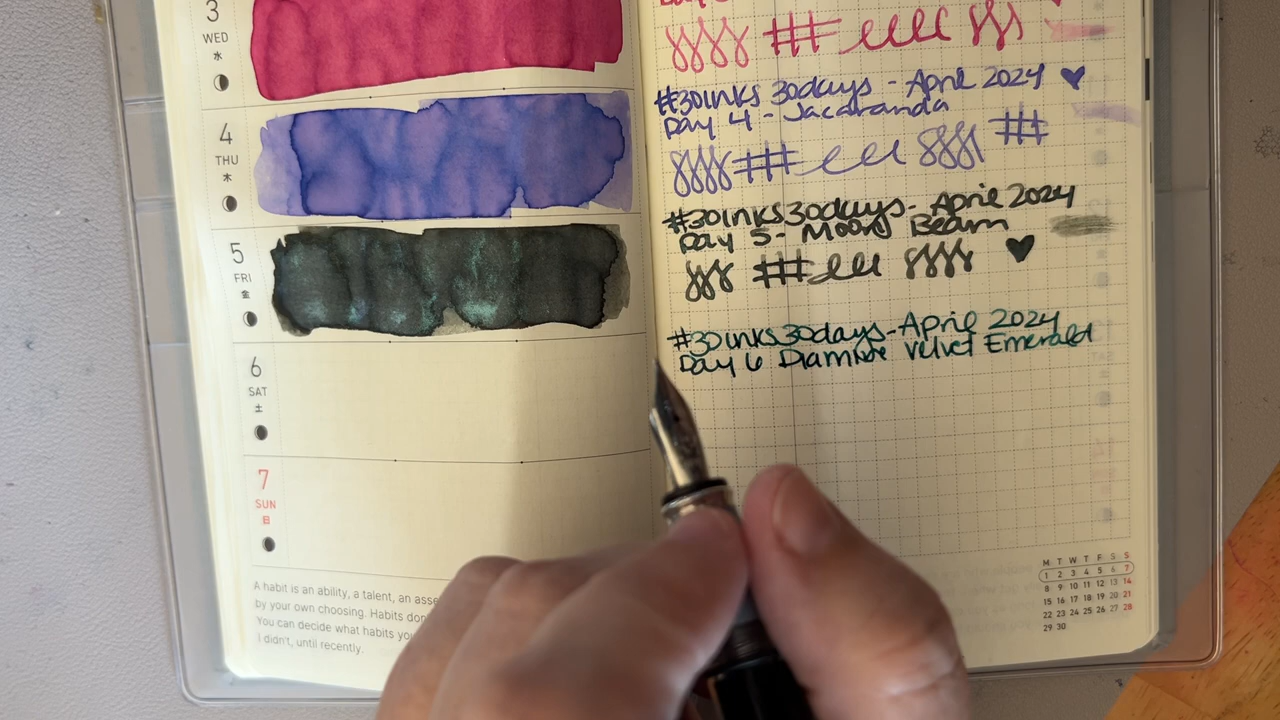 3
WED
水
4
THU
木
5
FRI
金
6
SAT
土
7
SUN
日
A habit is an ability, a talent, an asse
by your own choosing. Habits don
You can decide what habits yo
I didn't, until recently.
#30inks30days - April 2024
Day 4 - Jacaranda
#30inks30days - April 2024
Day 5 - Moon Beam
#30inks30days - April 2024
Day 6 Diamine Velvet Emerald
M T W T F S S
1 2 3 4 5 6 7
8 9 10 11 12 13 14
15 16 17 18 19 20 21
22 23 24 25 26 27 28
29 30